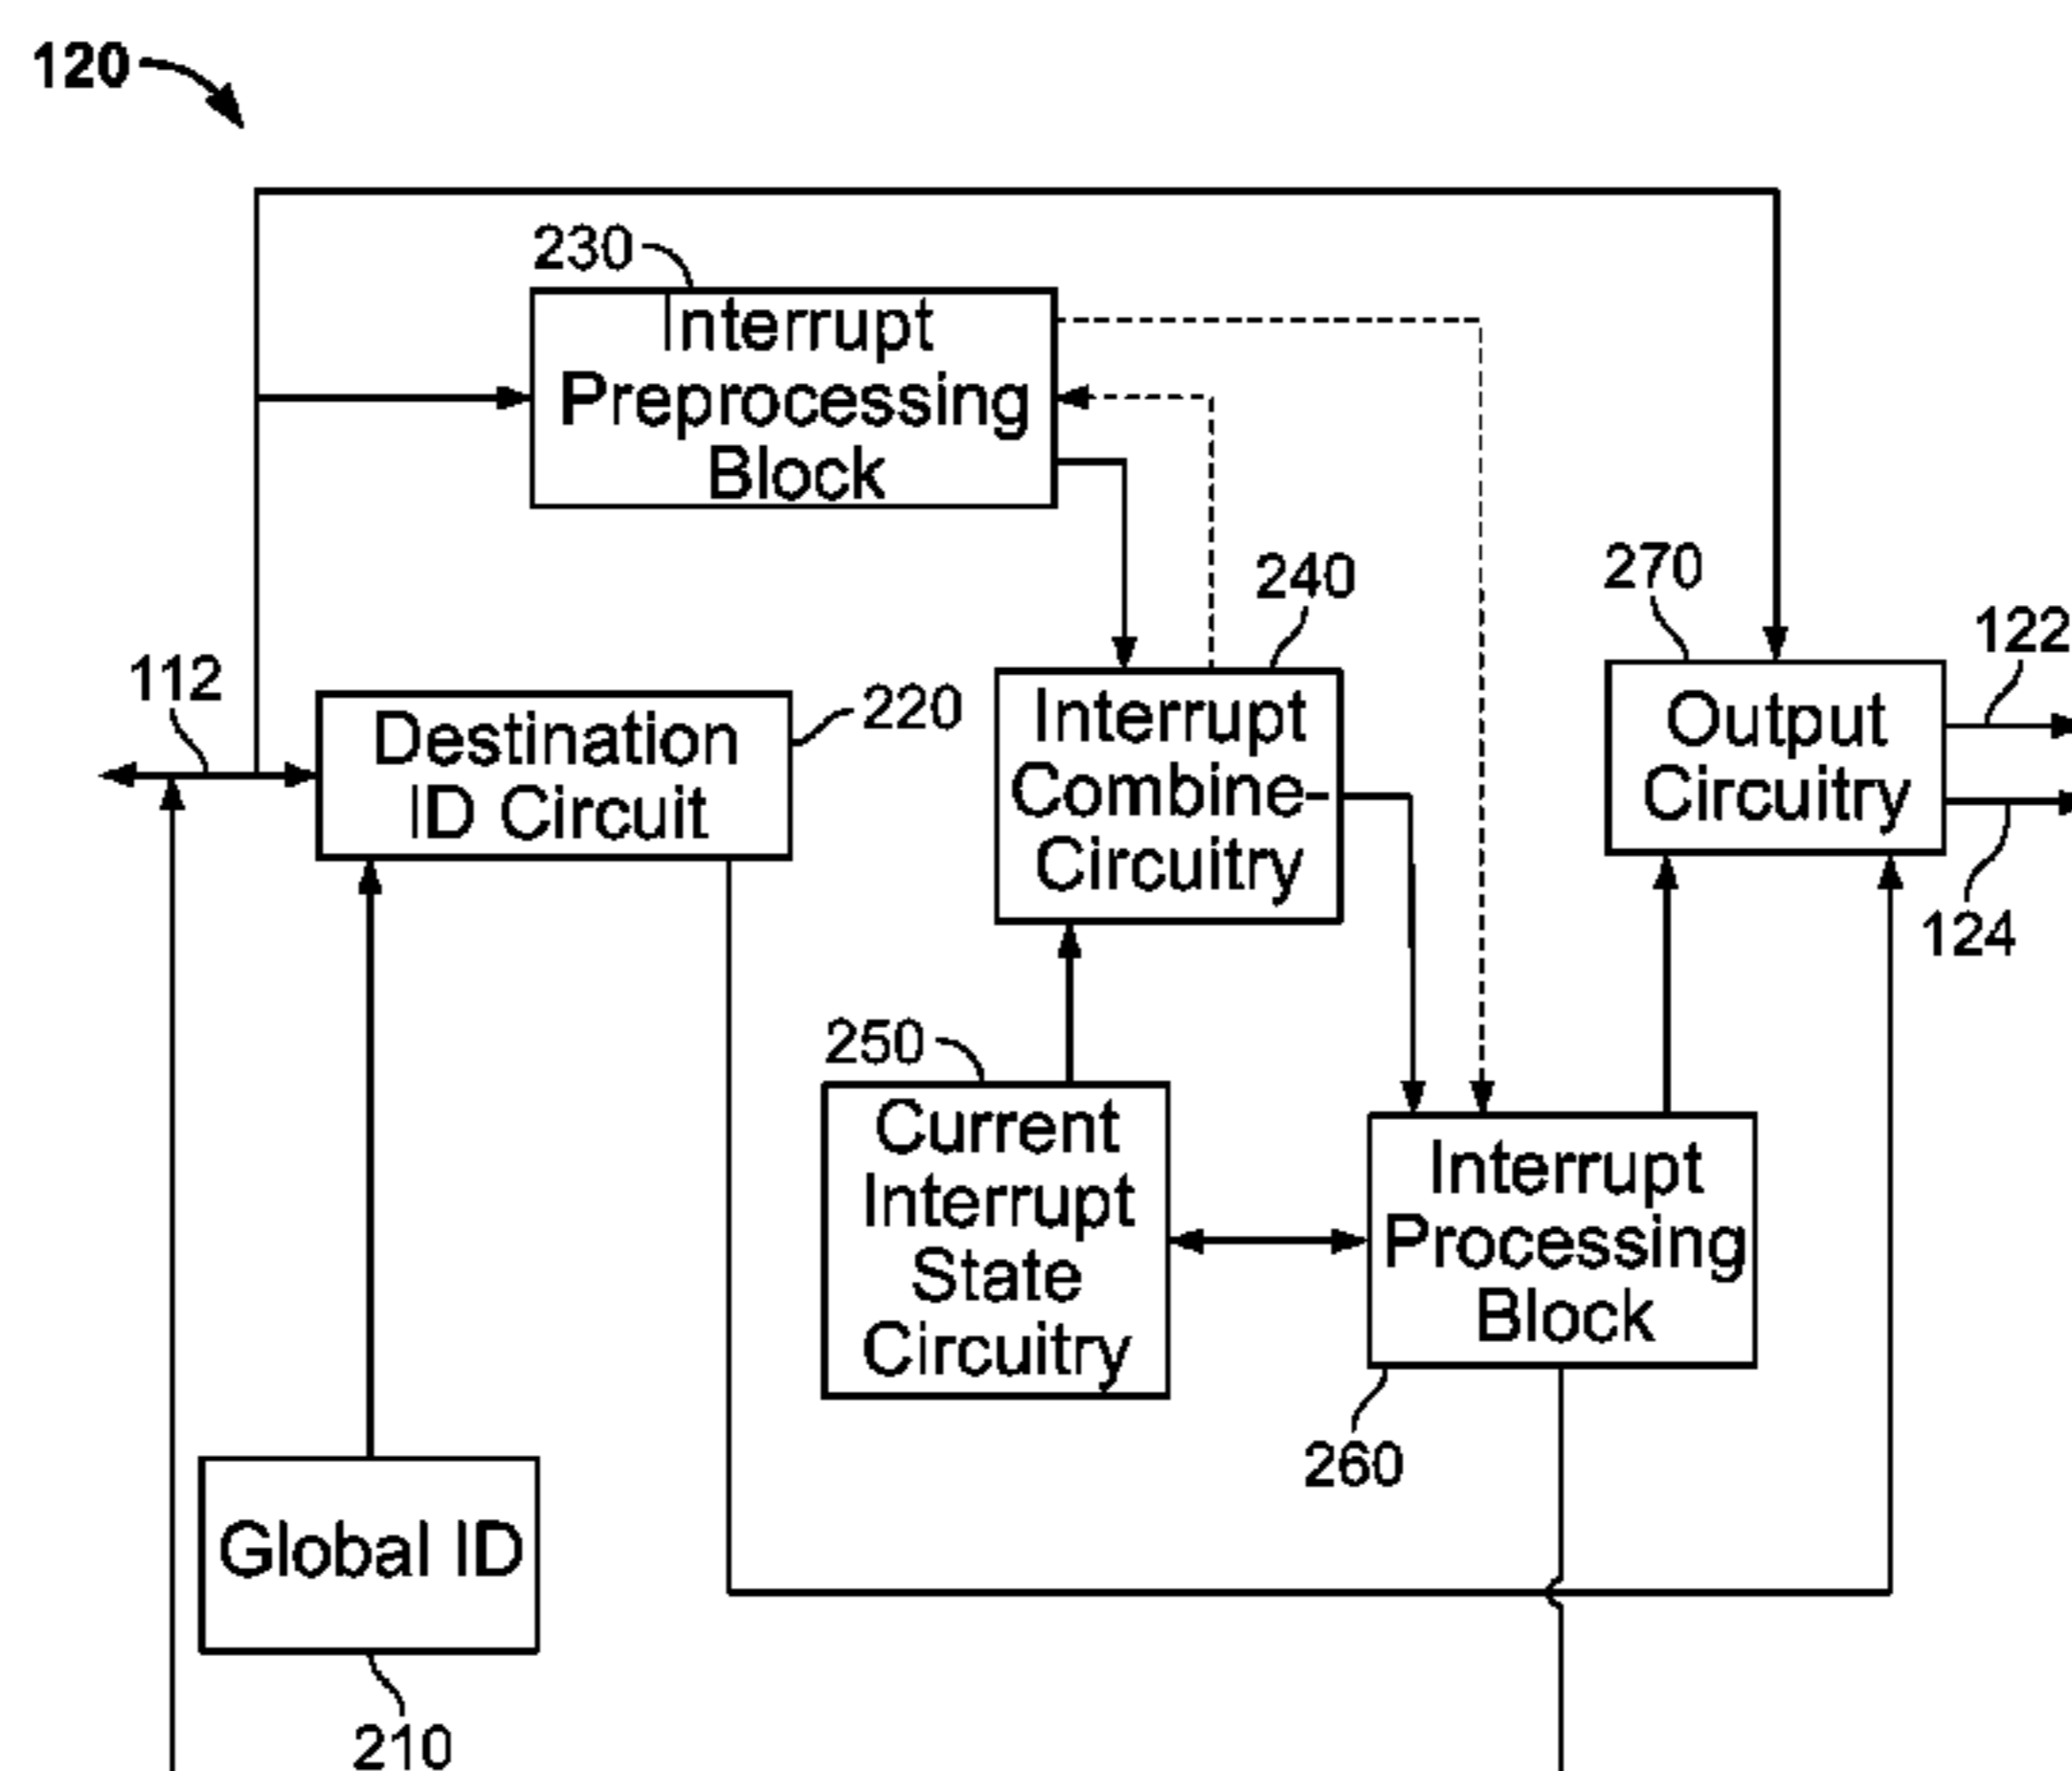 120
230
Interrupt
Preprocessing
Block
240
270
122
112
Destination
ID Circuit
220
Interrupt
Combine-
Circuitry
Output
Circuitry
124
250
Current
Interrupt
State
Circuitry
Interrupt
Processing
Block
260
Global ID
210